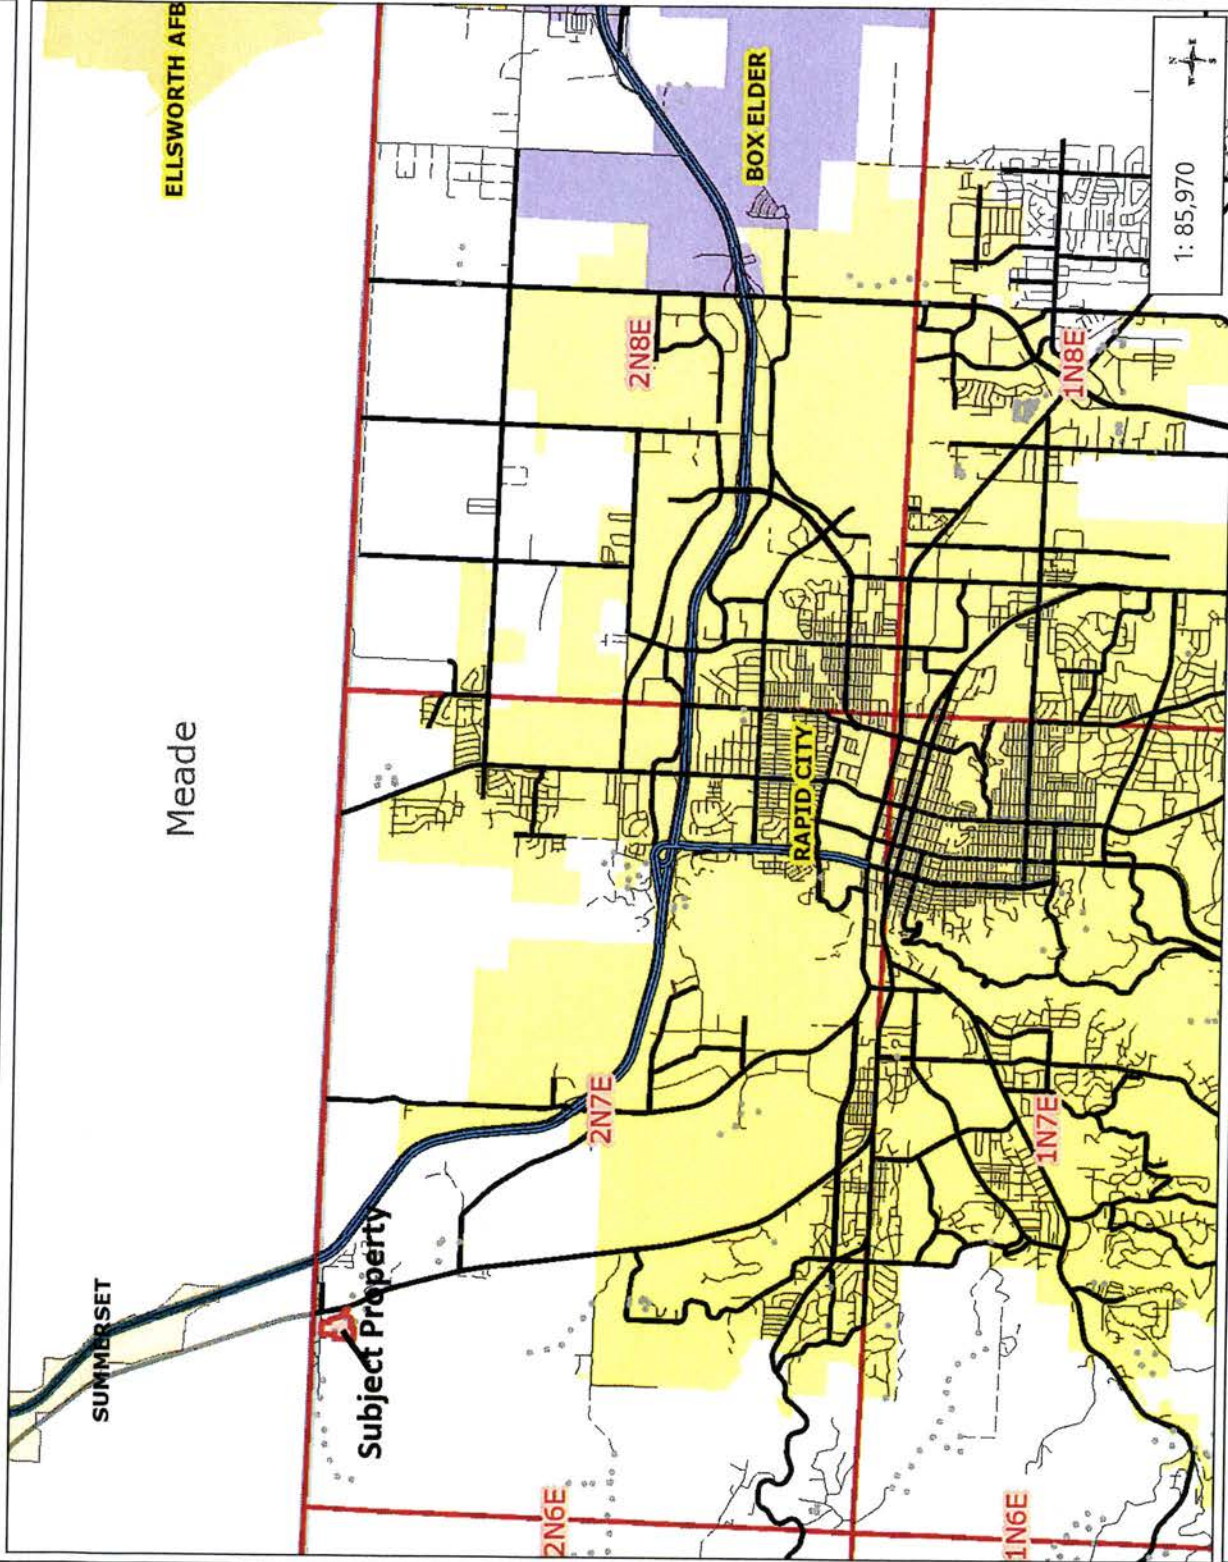 ELLSWORTH AFB
Meade
SUMMERSET
BOX ELDER
2N8E
Subject Property
2N7E
RAPID CITY
2N6E
1N8E
1N7E
1N6E
1: 85,970
N
W
E
S